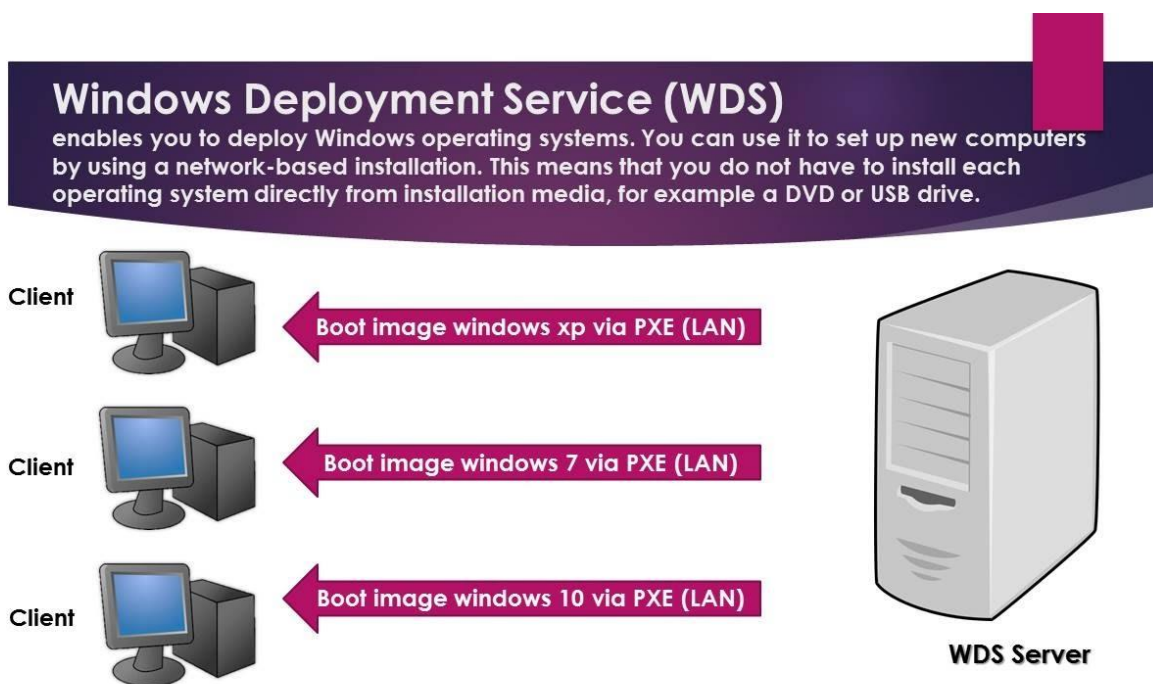 Windows Deployment Service (WDS)
enables you to deploy Windows operating systems. You can use it to set up new computers
by using a network-based installation. This means that you do not have to install each
operating system directly from installation media, for example a DVD or USB drive.
Client
Boot image windows xp via PXE (LAN)
Client
Boot image windows 7 via PXE (LAN)
Client
Boot image windows 10 via PXE (LAN)
WDS Server